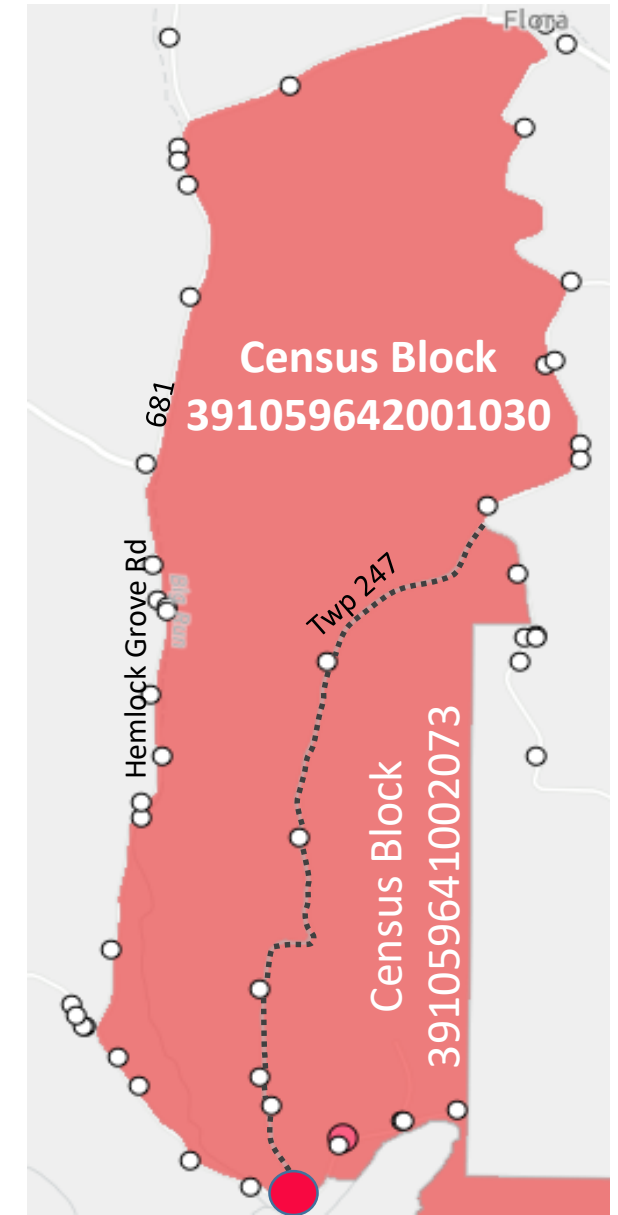 Flora
Census Block
391059642001030
681
Hemlock Grove Rd
Twp 247
Census Block
391059641002073